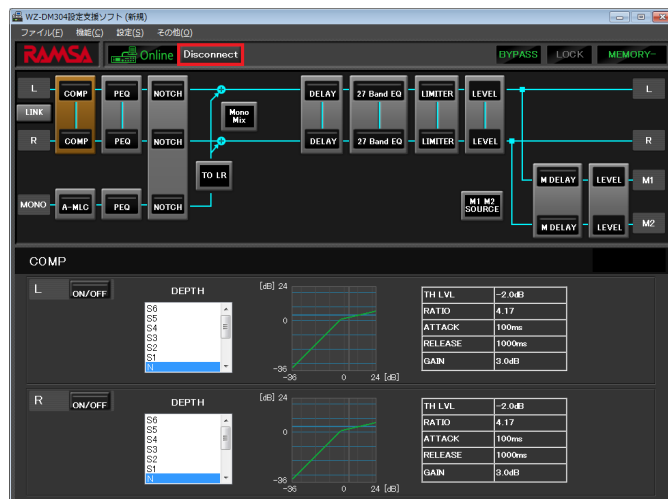 WZ-DM304設定支援ソフト (新規)
ファイル(F) 機能(C) 設定(S) その他(O)
RAMSA Online Disconnect BYPASS LOCK MEMORY--
L COMP PEQ NOTCH DELAY 27 Band EQ LIMITER LEVEL L
LINK Mono Mix
R COMP PEQ NOTCH DELAY 27 Band EQ LIMITER LEVEL R
TO LR
M DELAY LEVEL M1
MONO A-MLC PEQ NOTCH M1 M2 SOURCE
M DELAY LEVEL M2
COMP
L ON/OFF DEPTH
S6
S5
S4
S3
S2
S1
N
[dB] 24
0
-36
-36 0 24 [dB]
TH LVL -2.0dB
RATIO 4.17
ATTACK 100ms
RELEASE 1000ms
GAIN 3.0dB
R ON/OFF DEPTH
S6
S5
S4
S3
S2
S1
N
[dB] 24
0
-36
-36 0 24 [dB]
TH LVL -2.0dB
RATIO 4.17
ATTACK 100ms
RELEASE 1000ms
GAIN 3.0dB